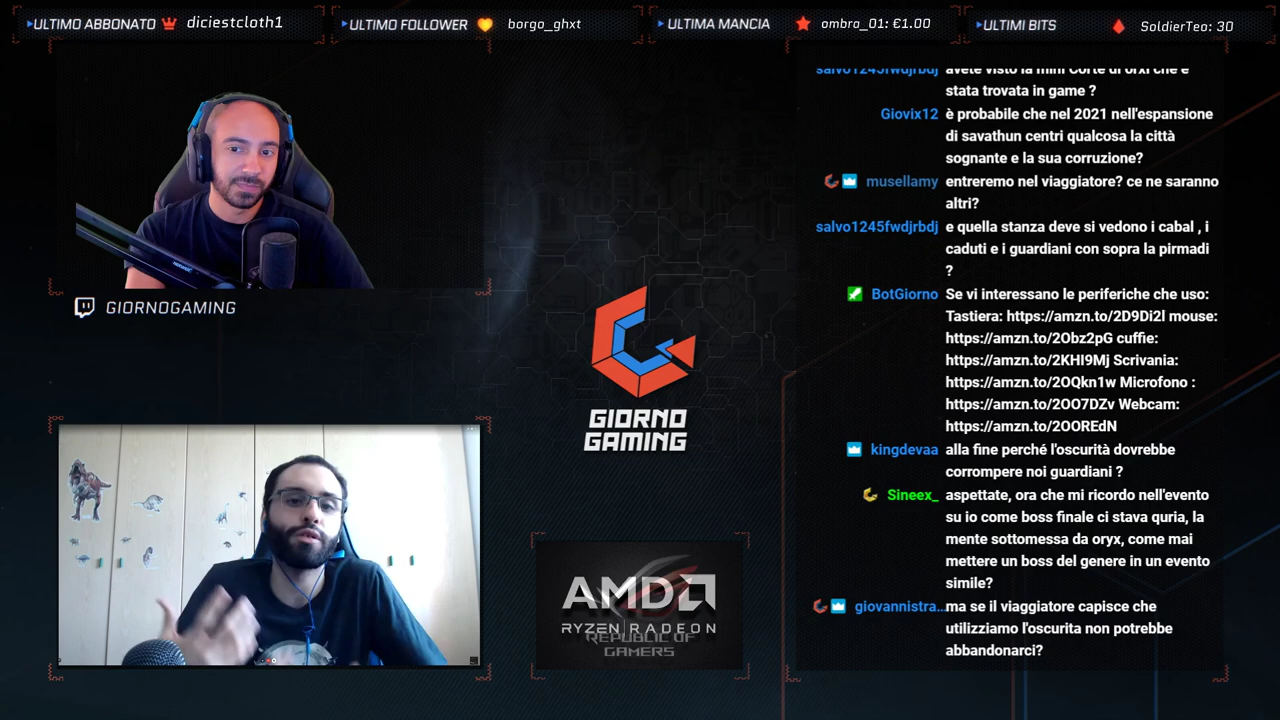 ULTIMO ABBONATO diciestcloth1
ULTIMO FOLLOWER borgo_ghxt
ULTIMA MANCIA ombra_01: €1.00
ULTIMI BITS SoldierTeo: 30
GIORNOGAMING
GIORNO
GAMING
AMD
RYZEN RADEON
REPUBLIC OF
GAMERS
salvo1245fwdjrbdj avete visto la mini Corte di orxi che è
stata trovata in game ?
Giovix12 è probabile che nel 2021 nell'espansione
di savathun centri qualcosa la città
sognante e la sua corruzione?
musellamy entreremo nel viaggiatore? ce ne saranno
altri?
salvo1245fwdjrbdj e quella stanza deve si vedono i cabal , i
caduti e i guardiani con sopra la pirmadi
?
BotGiorno Se vi interessano le periferiche che uso:
Tastiera: https://amzn.to/2D9Di2l mouse:
https://amzn.to/2Obz2pG cuffie:
https://amzn.to/2KHI9Mj Scrivania:
https://amzn.to/2OQkn1w Microfono :
https://amzn.to/2OO7DZv Webcam:
https://amzn.to/2OOREdN
kingdevaa alla fine perché l'oscurità dovrebbe
corrompere noi guardiani ?
Sineex_ aspettate, ora che mi ricordo nell'evento
su io come boss finale ci stava quria, la
mente sottomessa da oryx, come mai
mettere un boss del genere in un evento
simile?
giovannistra... ma se il viaggiatore capisce che
utilizziamo l'oscurita non potrebbe
abbandonarci?